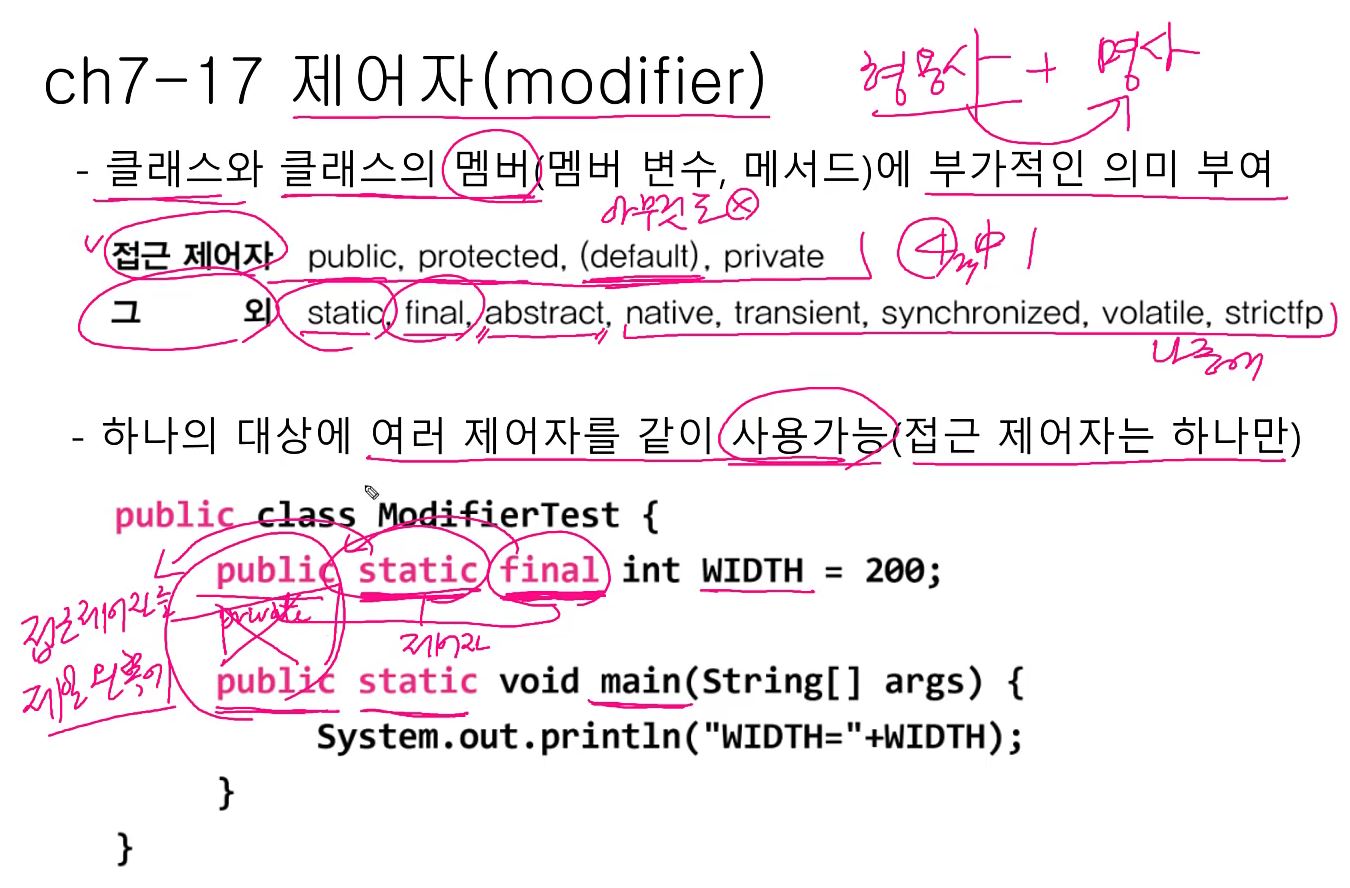 ch7-17 제어자(modifier)
형용사 + 명사
- 클래스와 클래스의 멤버(멤버 변수, 메서드)에 부가적인 의미 부여
아무것도 X
접근 제어자 public, protected, (default), private
4개中 1
그 외 static, final, abstract, native, transient, synchronized, volatile, strictfp
나중에
- 하나의 대상에 여러 제어자를 같이 사용가능(접근 제어자는 하나만)
public class ModifierTest {
public static final int WIDTH = 200;
private
제어자
접근제어자를
제일 왼쪽에
public static void main(String[] args) {
System.out.println("WIDTH="+WIDTH);
}
}